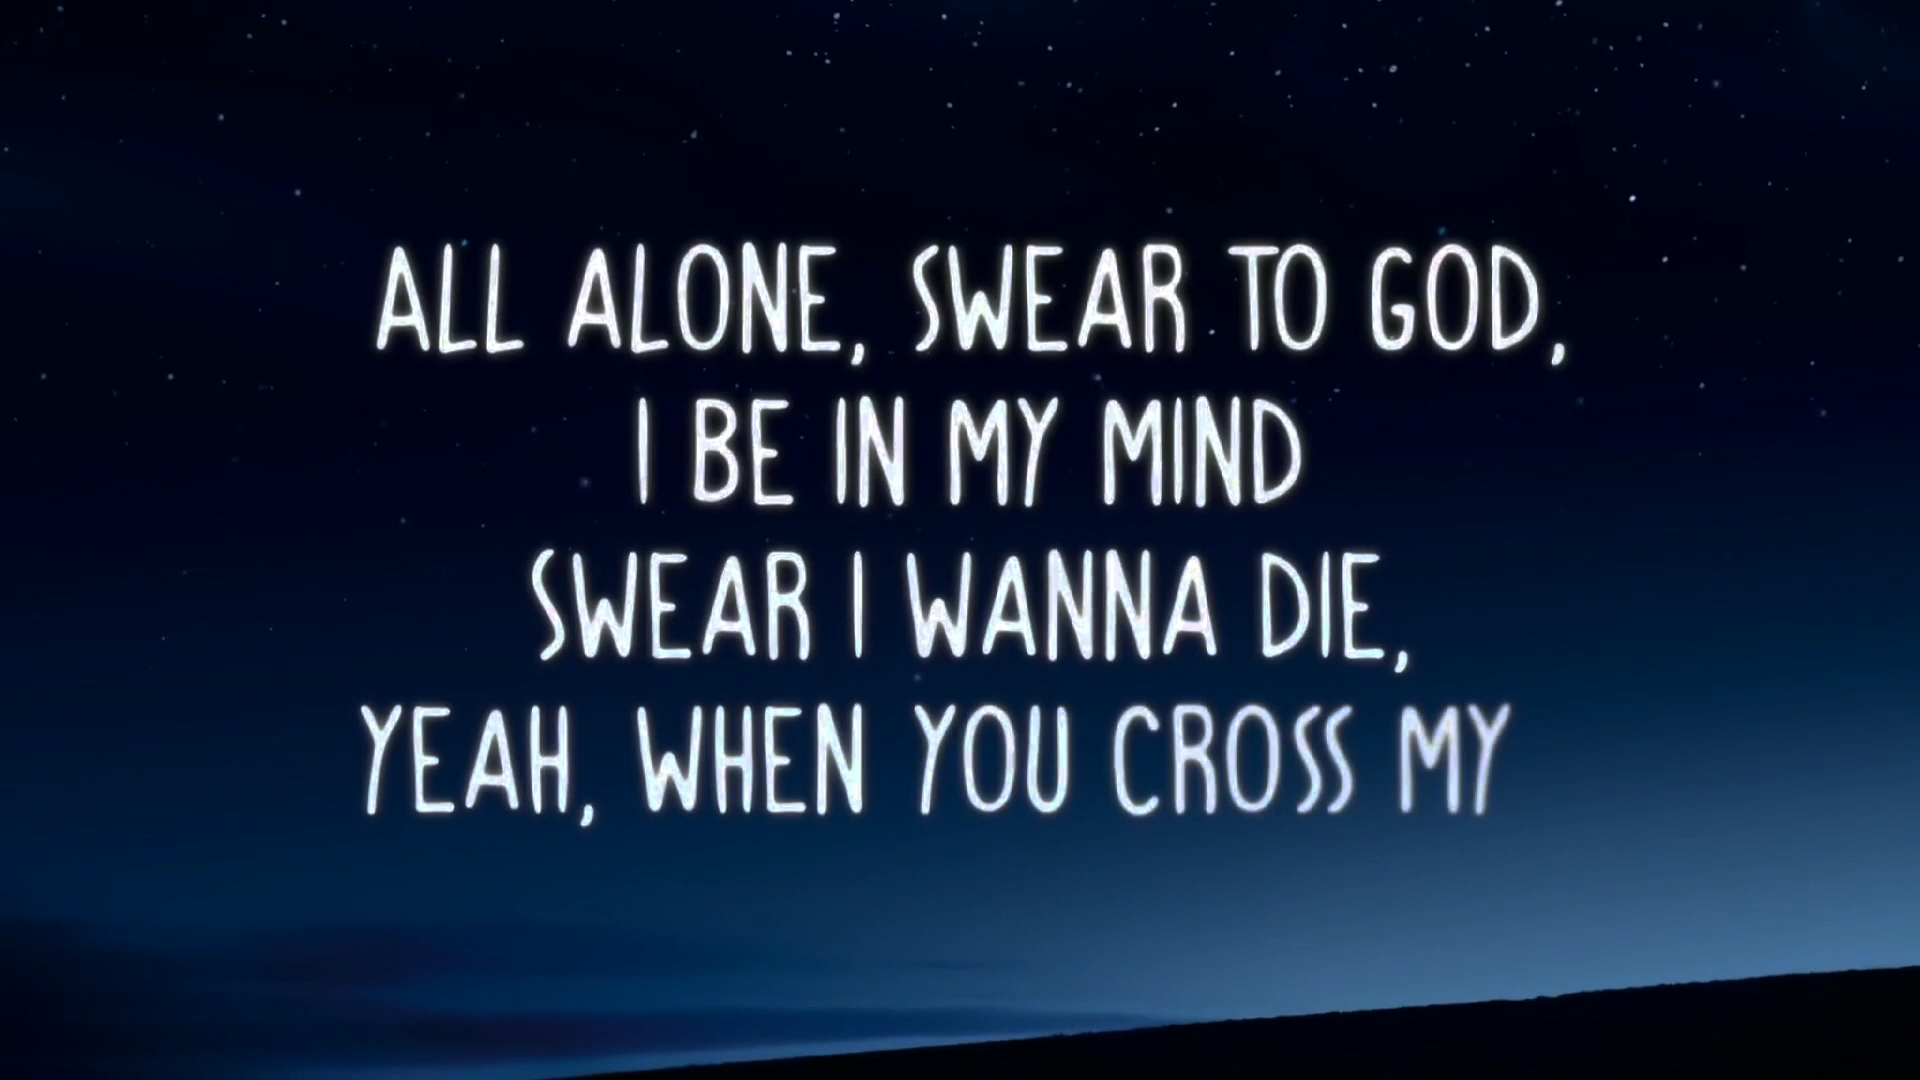 ALL ALONE, SWEAR TO GOD,
I BE IN MY MIND
SWEAR I WANNA DIE,
YEAH, WHEN YOU CROSS MY